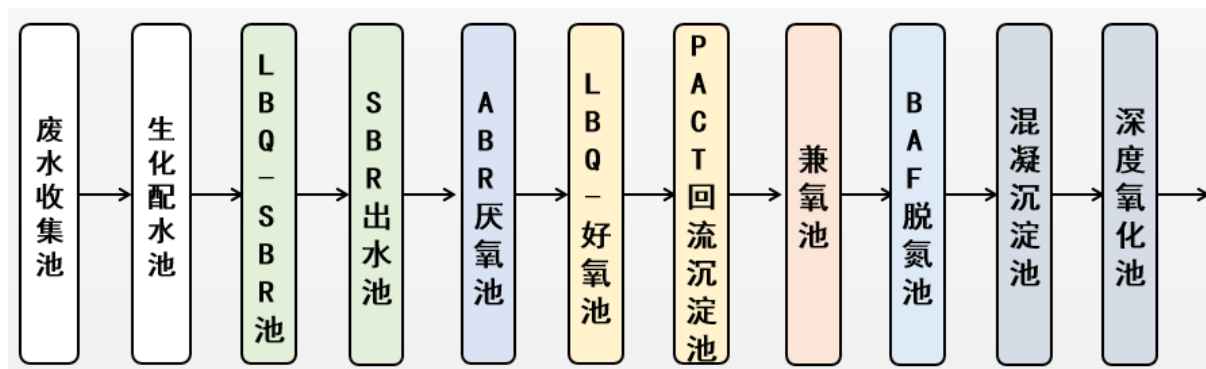 废水收集池
生化配水池
LBQ-SBR池
SBR出水池
ABR厌氧池
LBQ-好氧池
PACT回流沉淀池
兼氧池
BAF脱氮池
混凝沉淀池
深度氧化池